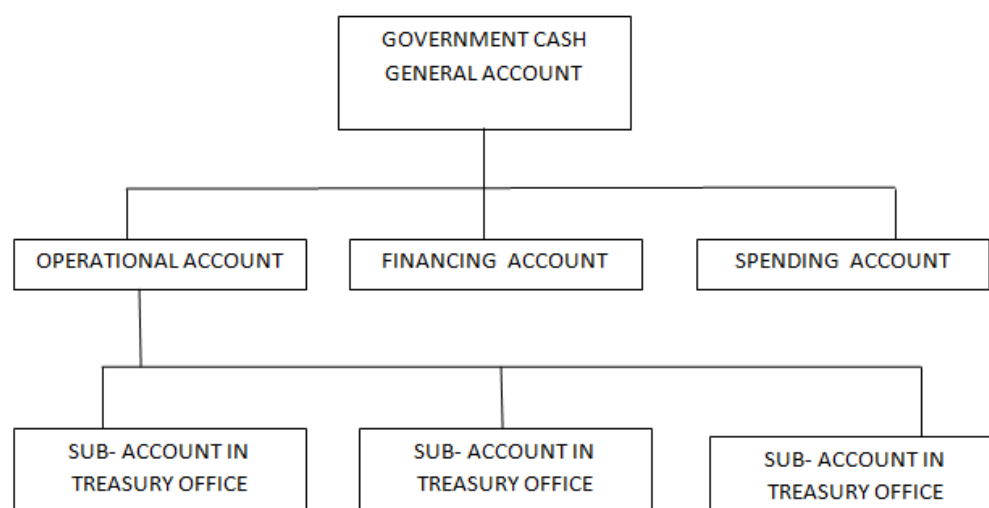 GOVERNMENT CASH
GENERAL ACCOUNT
OPERATIONAL ACCOUNT
FINANCING ACCOUNT
SPENDING ACCOUNT
SUB- ACCOUNT IN
TREASURY OFFICE
SUB- ACCOUNT IN
TREASURY OFFICE
SUB- ACCOUNT IN
TREASURY OFFICE